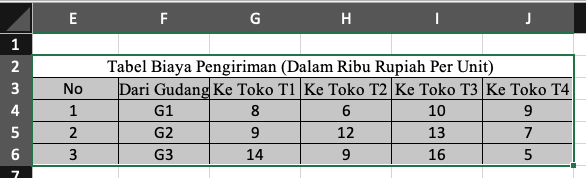 E F G H I J
1
2 Tabel Biaya Pengiriman (Dalam Ribu Rupiah Per Unit)
3 No Dari Gudang Ke Toko T1 Ke Toko T2 Ke Toko T3 Ke Toko T4
4 1 G1 8 6 10 9
5 2 G2 9 12 13 7
6 3 G3 14 9 16 5
7